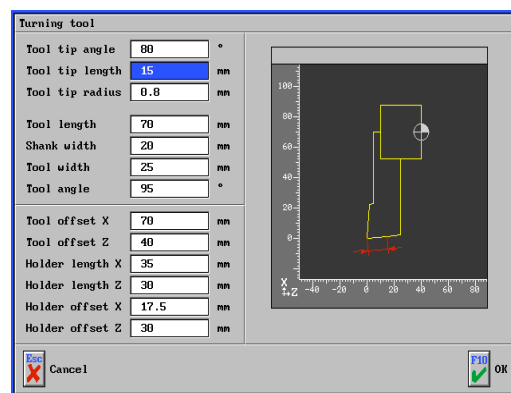 Turning tool
Tool tip angle 80 °
Tool tip length 15 mm
Tool tip radius 0.8 mm
Tool length 70 mm
Shank width 20 mm
Tool width 25 mm
Tool angle 95 °
Tool offset X 70 mm
Tool offset Z 40 mm
Holder length X 35 mm
Holder length Z 30 mm
Holder offset X 17.5 mm
Holder offset Z 30 mm
100
80
60
40
20
0
X
Z -40 -20 0 20 40 60 80
Esc
Cancel
F10
OK